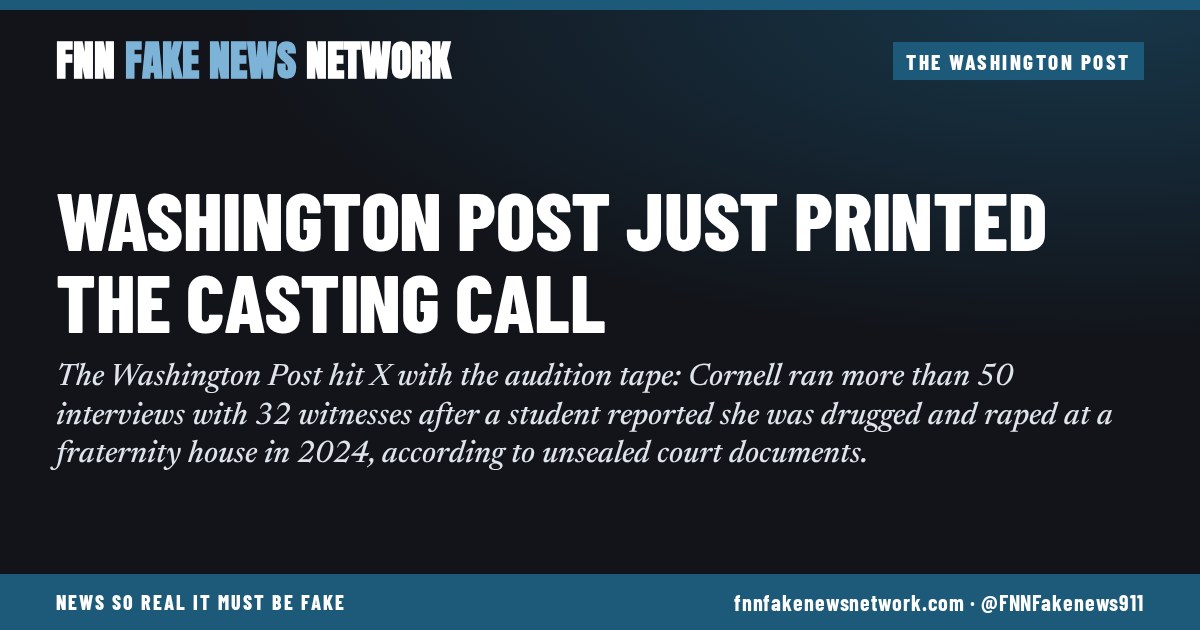 FNN FAKE NEWS NETWORK
THE WASHINGTON POST
WASHINGTON POST JUST PRINTED
THE CASTING CALL
The Washington Post hit X with the audition tape: Cornell ran more than 50
interviews with 32 witnesses after a student reported she was drugged and raped at a
fraternity house in 2024, according to unsealed court documents.
NEWS SO REAL IT MUST BE FAKE
fnnfakenewsnetwork.com · @FNNFakenews911